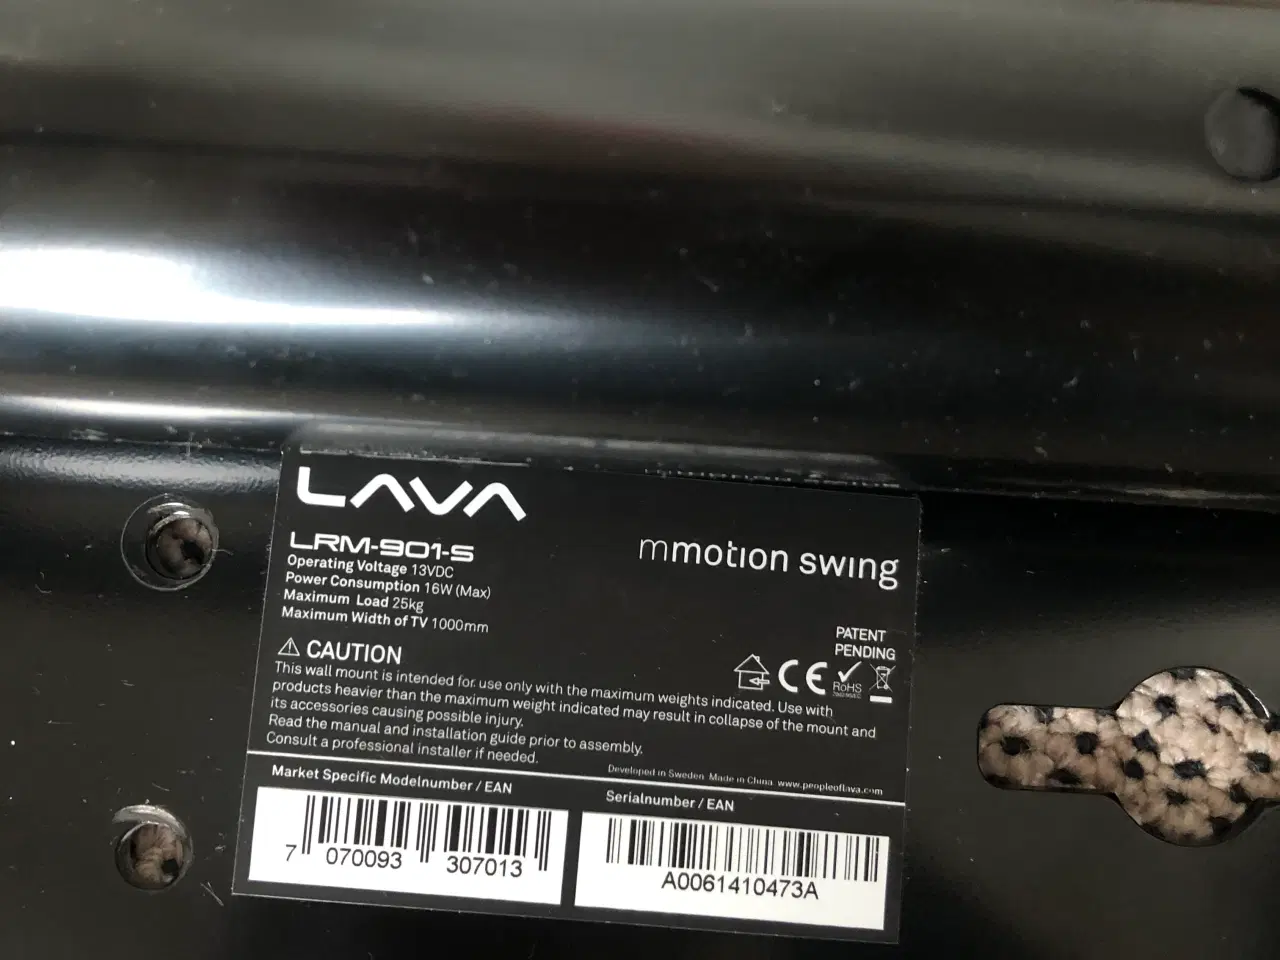 LAVA
LRM-901-S
mmotion swing
Operating Voltage 13VDC
Power Consumption 16W (Max)
Maximum Load 25kg
Maximum Width of TV 1000mm
PATENT
PENDING
CE
RoHS
CAUTION
This wall mount is intended for use only with the maximum weights indicated. Use with
products heavier than the maximum weight indicated may result in collapse of the mount and
its accessories causing possible injury.
Read the manual and installation guide prior to assembly.
Consult a professional installer if needed.
Developed in Sweden Made in China www.peopleoflava.com
Market Specific Modelnumber / EAN
Serialnumber / EAN
7 070093 307013
A0061410473A